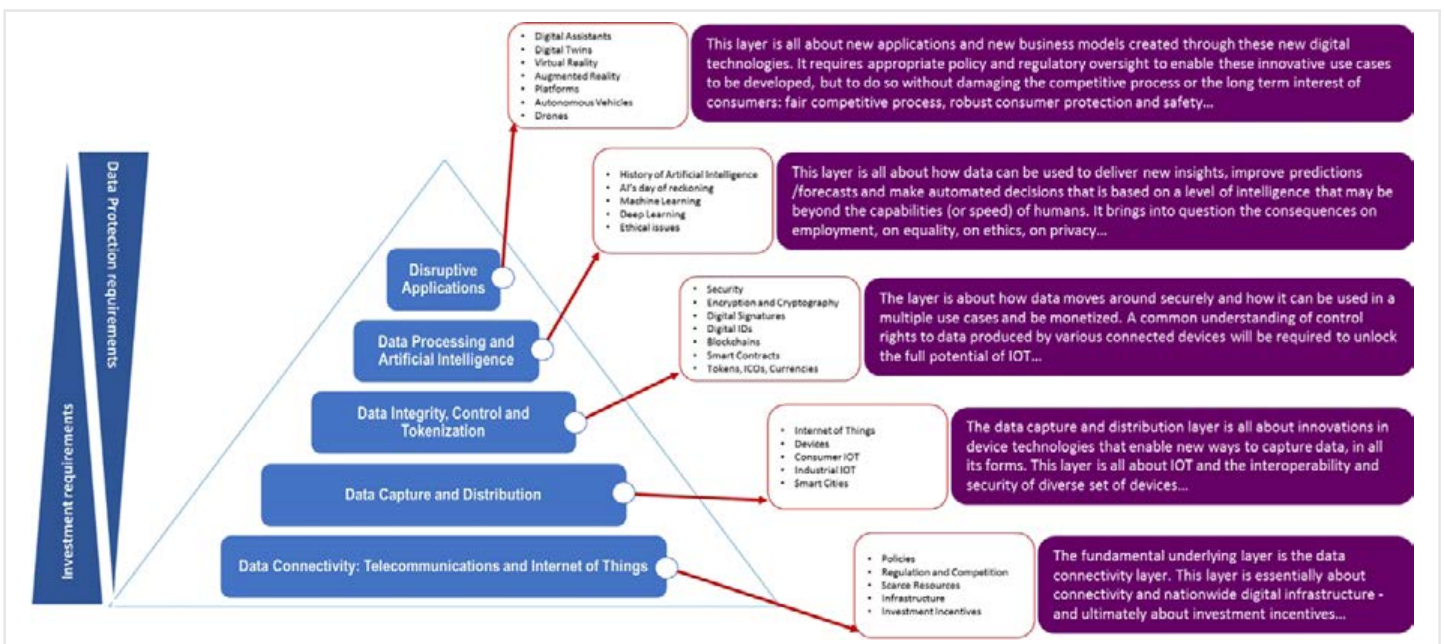 • Digital Assistants
• Digital Twins
• Virtual Reality
• Augmented Reality
• Platforms
• Autonomous Vehicles
• Drones
This layer is all about new applications and new business models created through these new digital
technologies. It requires appropriate policy and regulatory oversight to enable these innovative use cases
to be developed, but to do so without damaging the competitive process or the long term interest of
consumers: fair competitive process, robust consumer protection and safety...
Data Protection requirements
Investment requirements
• History of Artificial Intelligence
• AI's day of reckoning
• Machine Learning
• Deep Learning
• Ethical issues
This layer is all about how data can be used to deliver new insights, improve predictions
/forecasts and make automated decisions that is based on a level of intelligence that may be
beyond the capabilities (or speed) of humans. It brings into question the consequences on
employment, on equality, on ethics, on privacy...
Disruptive
Applications
Data Processing and
Artificial Intelligence
• Security
• Encryption and Cryptography
• Digital Signatures
• Digital IDs
• Blockchains
• Smart Contracts
• Tokens, ICOs, Currencies
The layer is about how data moves around securely and how it can be used in a
multiple use cases and be monetized. A common understanding of control
rights to data produced by various connected devices will be required to unlock
the full potential of IOT...
Data Integrity, Control and
Tokenization
• Internet of Things
• Devices
• Consumer IOT
• Industrial IOT
• Smart Cities
The data capture and distribution layer is all about innovations in
device technologies that enable new ways to capture data, in all
its forms. This layer is all about IOT and the interoperability and
security of diverse set of devices...
Data Capture and Distribution
Data Connectivity: Telecommunications and Internet of Things
• Policies
• Regulation and Competition
• Scarce Resources
• Infrastructure
• Investment Incentives
The fundamental underlying layer is the data
connectivity layer. This layer is essentially about
connectivity and nationwide digital infrastructure -
and ultimately about investment incentives...